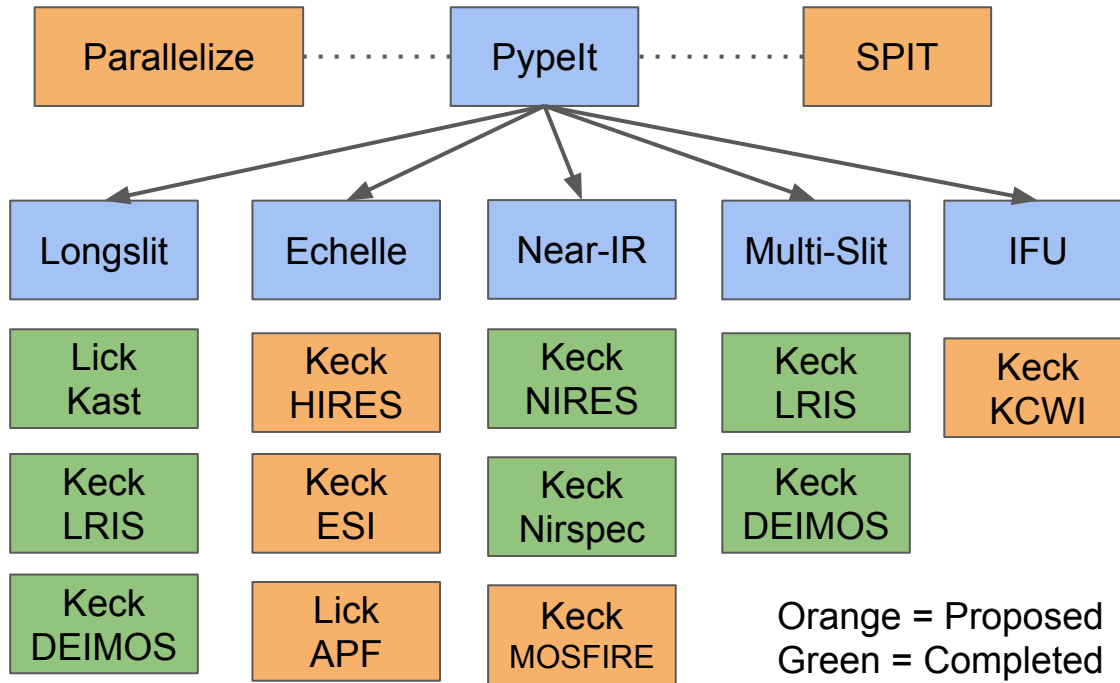 Parallelize
PypeIt
SPIT
Longslit
Echelle
Near-IR
Multi-Slit
IFU
Lick
Kast
Keck
HIRES
Keck
NIRES
Keck
LRIS
Keck
KCWI
Keck
LRIS
Keck
ESI
Keck
Nirspec
Keck
DEIMOS
Keck
DEIMOS
Lick
APF
Keck
MOSFIRE
Orange = Proposed
Green = Completed